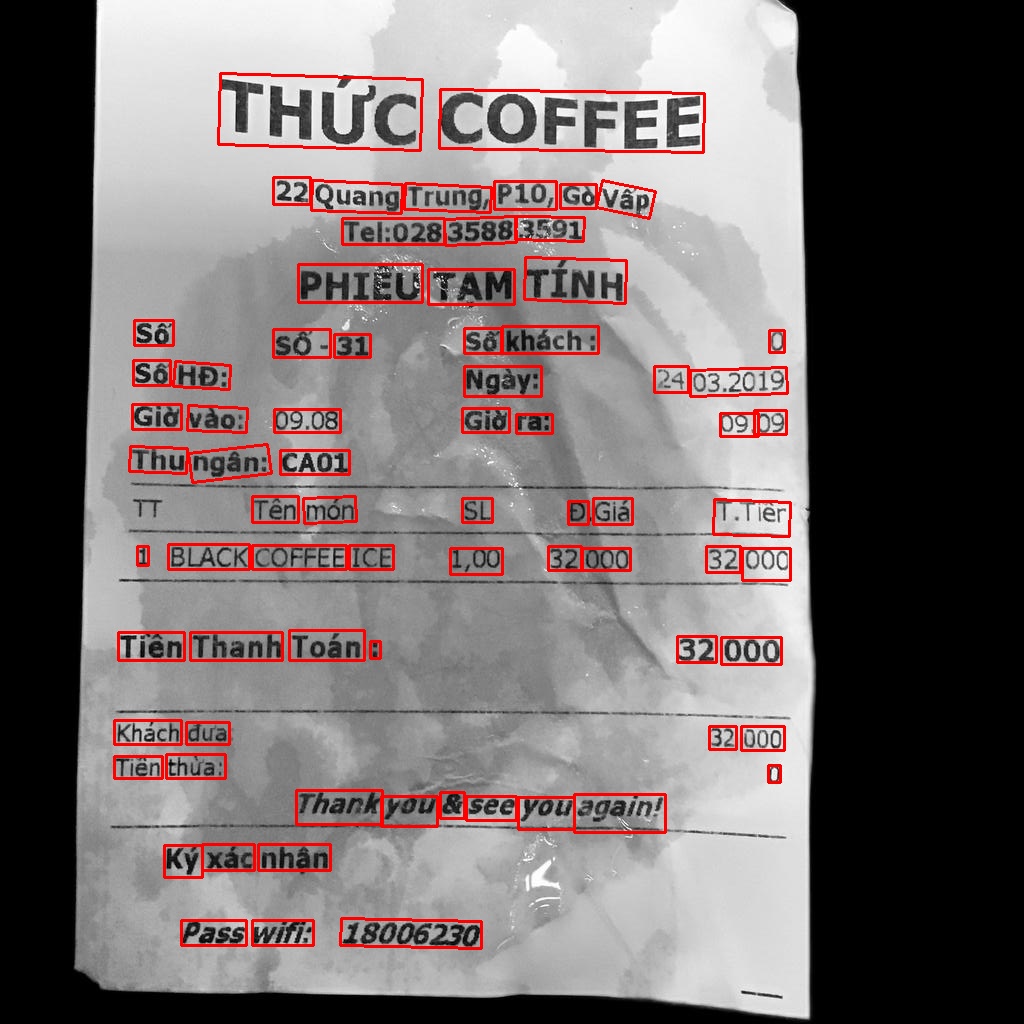 THỨC COFFEE
22 Quang Trung, P10, Gò Vấp
Tel:028 3588 3591
PHIẾU TẠM TÍNH
Số SỐ - 31 Số khách : 0
Số HĐ: Ngày: 24.03.2019
Giờ vào: 09.08 Giờ ra: 09.09
Thu ngân: CA01
TT Tên món SL Đ.Giá T.Tiền
1 BLACK COFFEE ICE 1,00 32.000 32.000
Tiền Thanh Toán : 32.000
Khách đưa 32.000
Tiền thừa: 0
Thank you & see you again!
Ký xác nhận
Pass wifi: 18006230